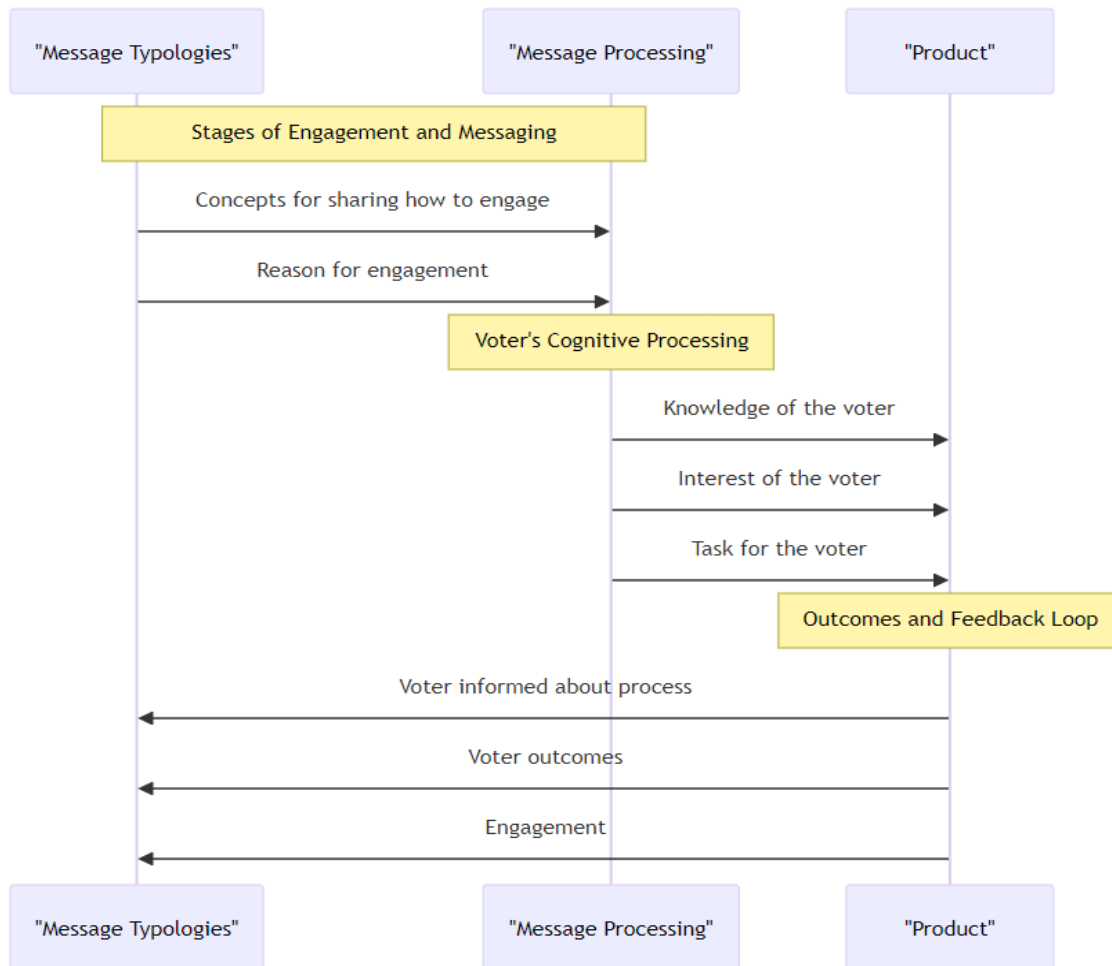 "Message Typologies"
"Message Processing"
"Product"
Stages of Engagement and Messaging
Concepts for sharing how to engage
Reason for engagement
Voter's Cognitive Processing
Knowledge of the voter
Interest of the voter
Task for the voter
Outcomes and Feedback Loop
Voter informed about process
Voter outcomes
Engagement
"Message Typologies"
"Message Processing"
"Product"